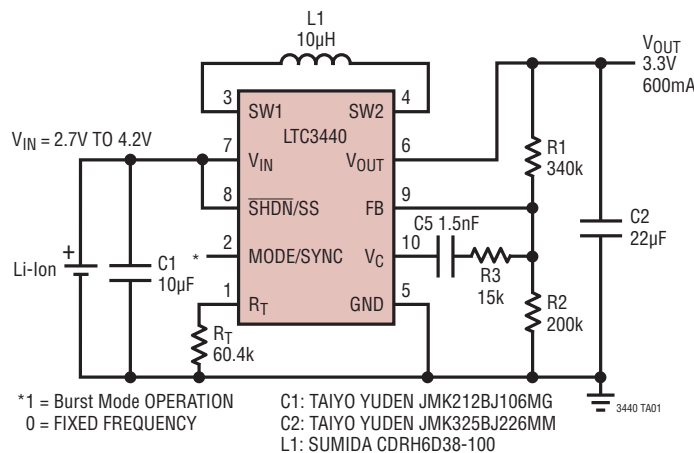 L1
10µH
VOUT
3.3V
600mA
3
4
SW1
SW2
LTC3440
VIN = 2.7V TO 4.2V
7
6
VIN
VOUT
R1
340k
8
9
SHDN/SS
FB
C5 1.5nF
C2
22µF
2
10
*
MODE/SYNC
VC
+
Li-Ion
C1
10µF
R3
15k
1
5
RT
GND
R2
200k
RT
60.4k
*1 = Burst Mode OPERATION
0 = FIXED FREQUENCY
C1: TAIYO YUDEN JMK212BJ106MG
C2: TAIYO YUDEN JMK325BJ226MM
L1: SUMIDA CDRH6D38-100
3440 TA01